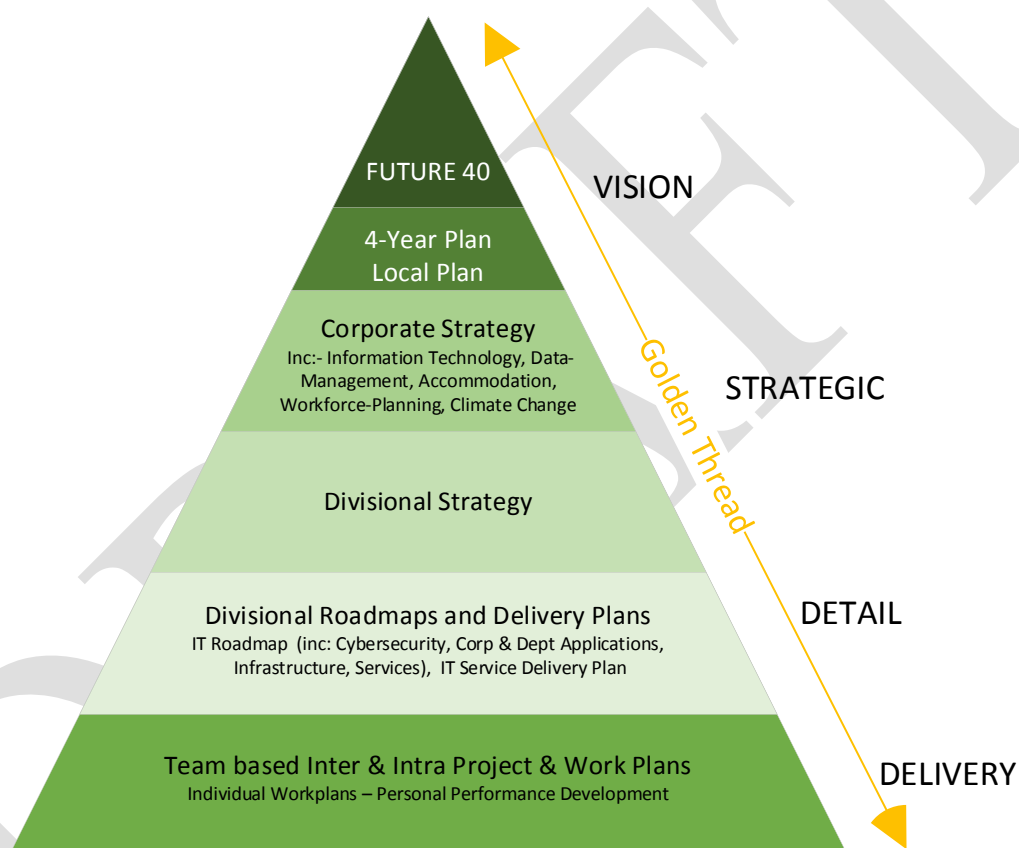 FUTURE 40
VISION
4-Year Plan
Local Plan
Corporate Strategy
Inc:- Information Technology, Data-
Management, Accommodation,
Workforce-Planning, Climate Change
STRATEGIC
Golden Thread
Divisional Strategy
Divisional Roadmaps and Delivery Plans
IT Roadmap (inc: Cybersecurity, Corp & Dept Applications,
Infrastructure, Services), IT Service Delivery Plan
DETAIL
Team based Inter & Intra Project & Work Plans
Individual Workplans – Personal Performance Development
DELIVERY
DRAFT